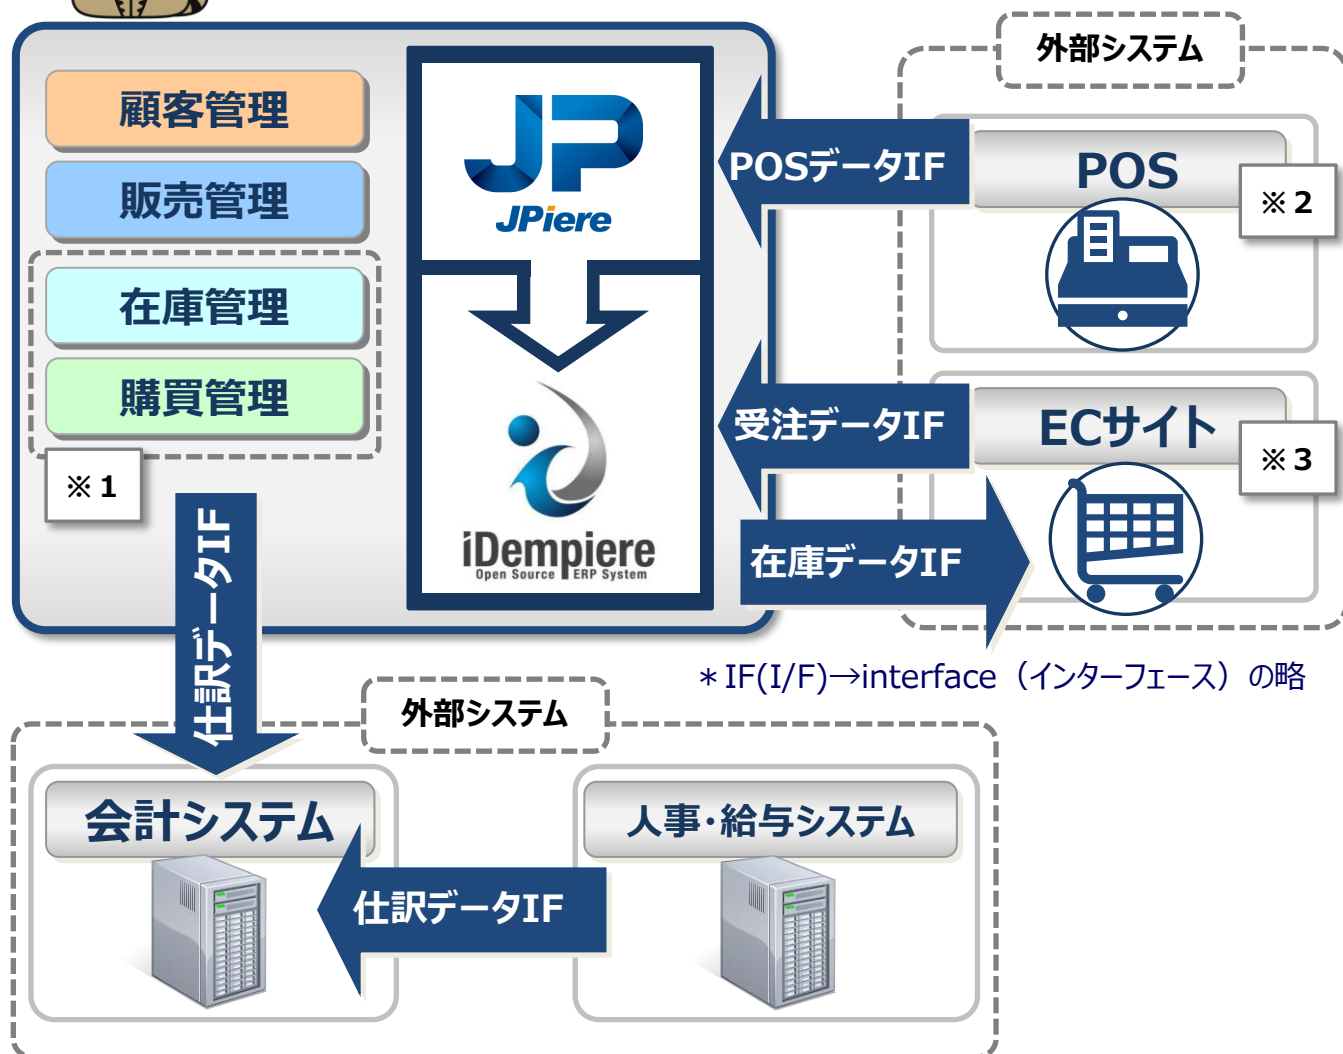 外部システム
顧客管理
販売管理
在庫管理
購買管理
※1
JP
JPiere
iDempiere
Open Source ERP System
POSデータIF
POS
※2
受注データIF
ECサイト
※3
在庫データIF
仕訳データIF
＊IF(I/F)→interface（インターフェース）の略
外部システム
会計システム
人事・給与システム
仕訳データIF